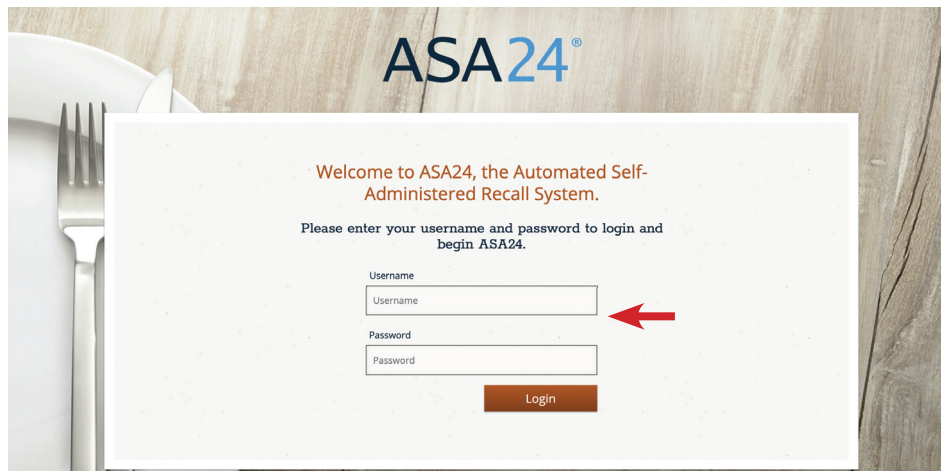 ASA24®
Welcome to ASA24, the Automated Self-
Administered Recall System.
Please enter your username and password to login and
begin ASA24.
Username
Username
Password
Password
Login